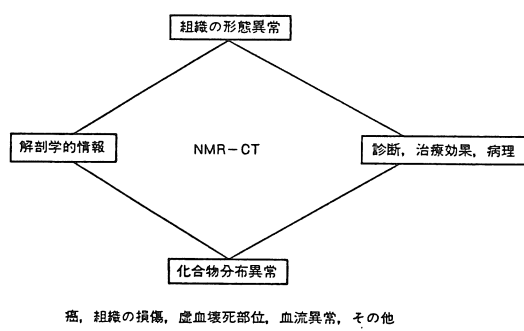 組織の形態異常
解剖学的情報
NMR-CT
診断, 治療効果, 病理
化合物分布異常
癌, 組織の損傷, 虚血壊死部位, 血流異常, その他